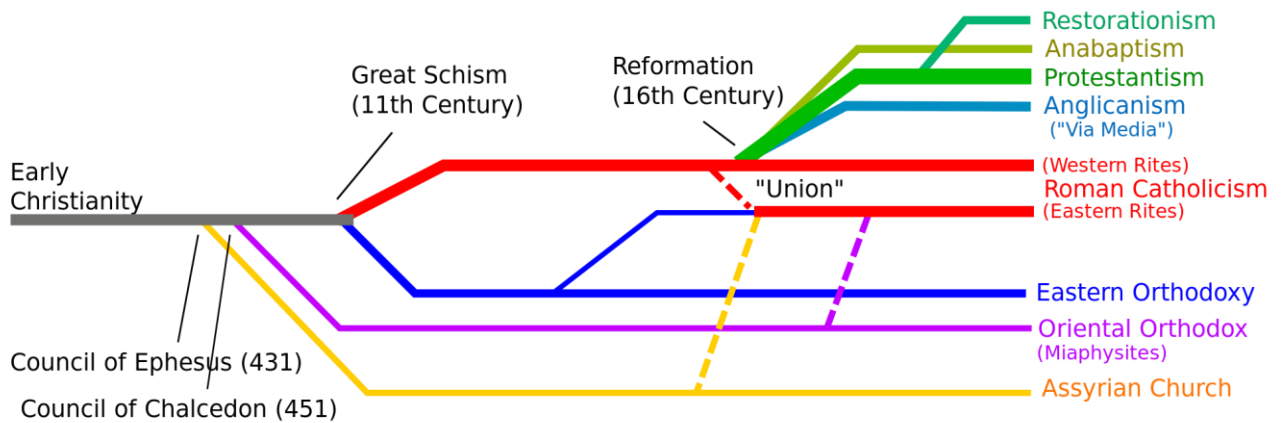 Restorationism
Anabaptism
Protestantism
Anglicanism
("Via Media")
Reformation
(16th Century)
Great Schism
(11th Century)
Early
Christianity
(Western Rites)
"Union"
Roman Catholicism
(Eastern Rites)
Eastern Orthodoxy
Oriental Orthodox
(Miaphysites)
Council of Ephesus (431)
Assyrian Church
Council of Chalcedon (451)